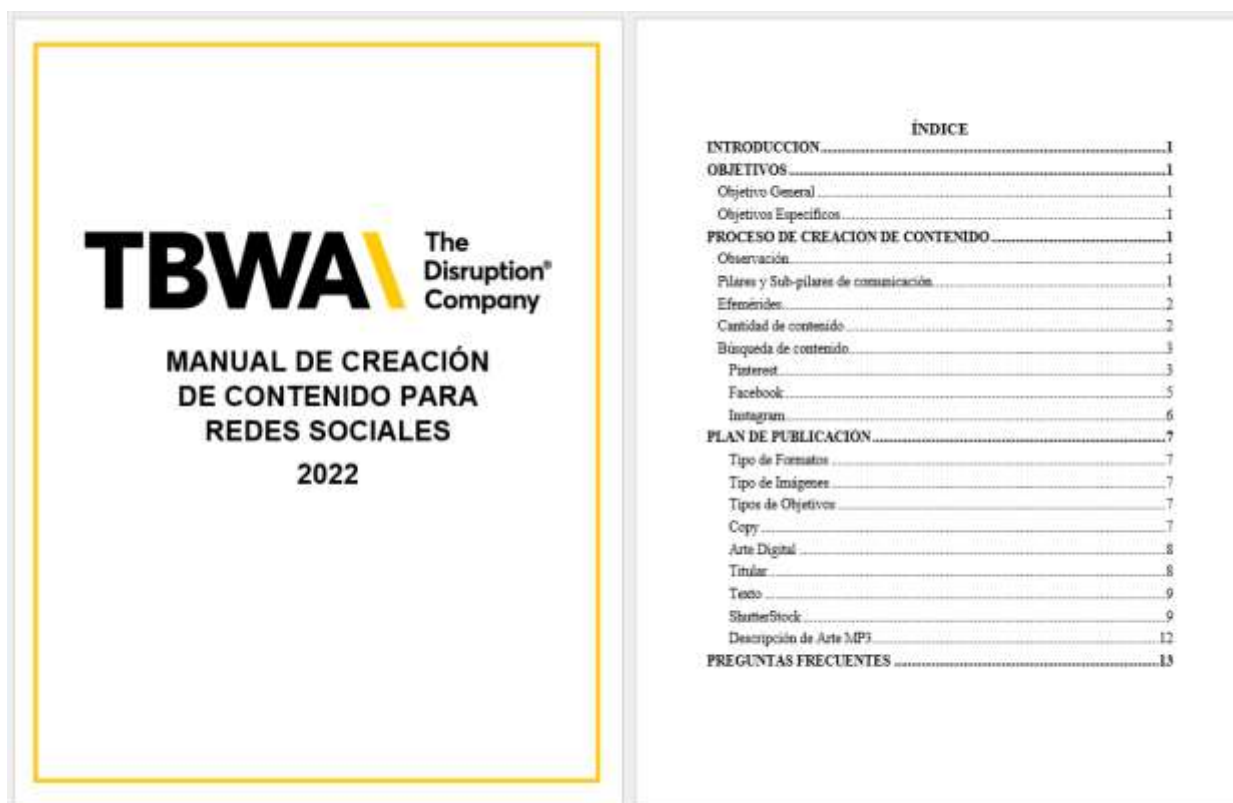 TBWA\
The
Disruption®
Company
MANUAL DE CREACIÓN
DE CONTENIDO PARA
REDES SOCIALES
2022
ÍNDICE
INTRODUCCION.....1
OBJETIVOS.....1
Objetivo General.....1
Objetivos Específicos.....1
PROCESO DE CREACION DE CONTENIDO.....1
Observación.....1
Pilares y Sub-pilares de comunicación.....1
Efemérides.....2
Cantidad de contenido.....2
Búsqueda de contenido.....3
Pinterest.....3
Facebook.....5
Instagram.....6
PLAN DE PUBLICACIÓN.....7
Tipo de Formatos.....7
Tipo de Imágenes.....7
Tipos de Objetivos.....7
Copy.....7
Arte Digital.....8
Titular.....8
Texto.....9
ShutterStock.....9
Descripción de Arte MP3.....12
PREGUNTAS FRECUENTES.....13